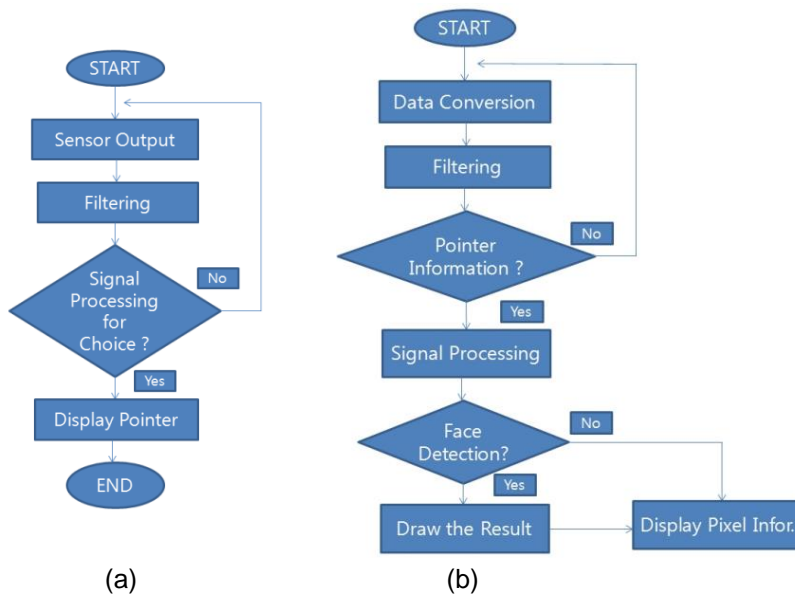 START
Sensor Output
Filtering
Signal
Processing
for
Choice ?
No
Yes
Display Pointer
END
(a)
START
Data Conversion
Filtering
Pointer
Information ?
No
Yes
Signal Processing
Face
Detection?
No
Yes
Draw the Result
Display Pixel Infor..
(b)